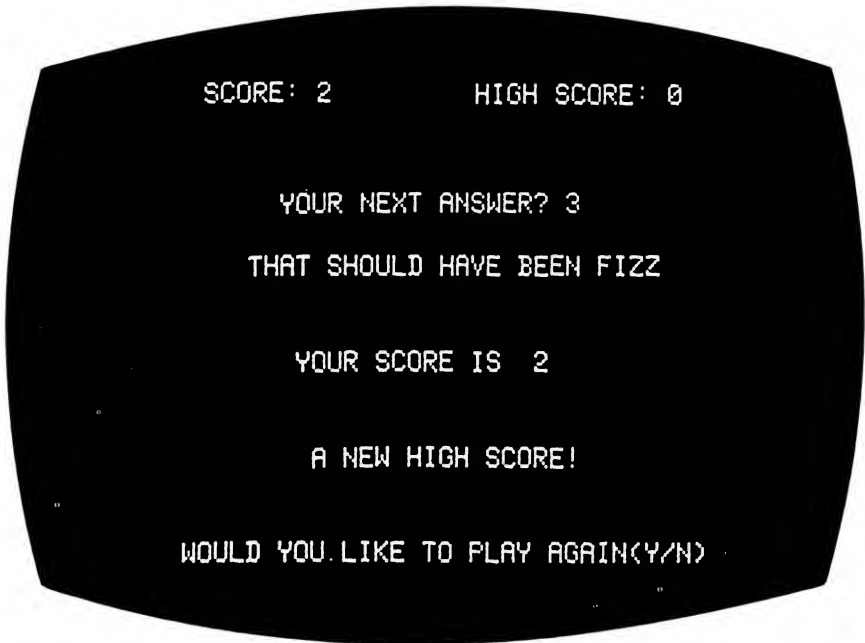 SCORE: 2 HIGH SCORE: 0
YOUR NEXT ANSWER? 3
THAT SHOULD HAVE BEEN FIZZ
YOUR SCORE IS 2
A NEW HIGH SCORE!
WOULD YOU LIKE TO PLAY AGAIN(Y/N)